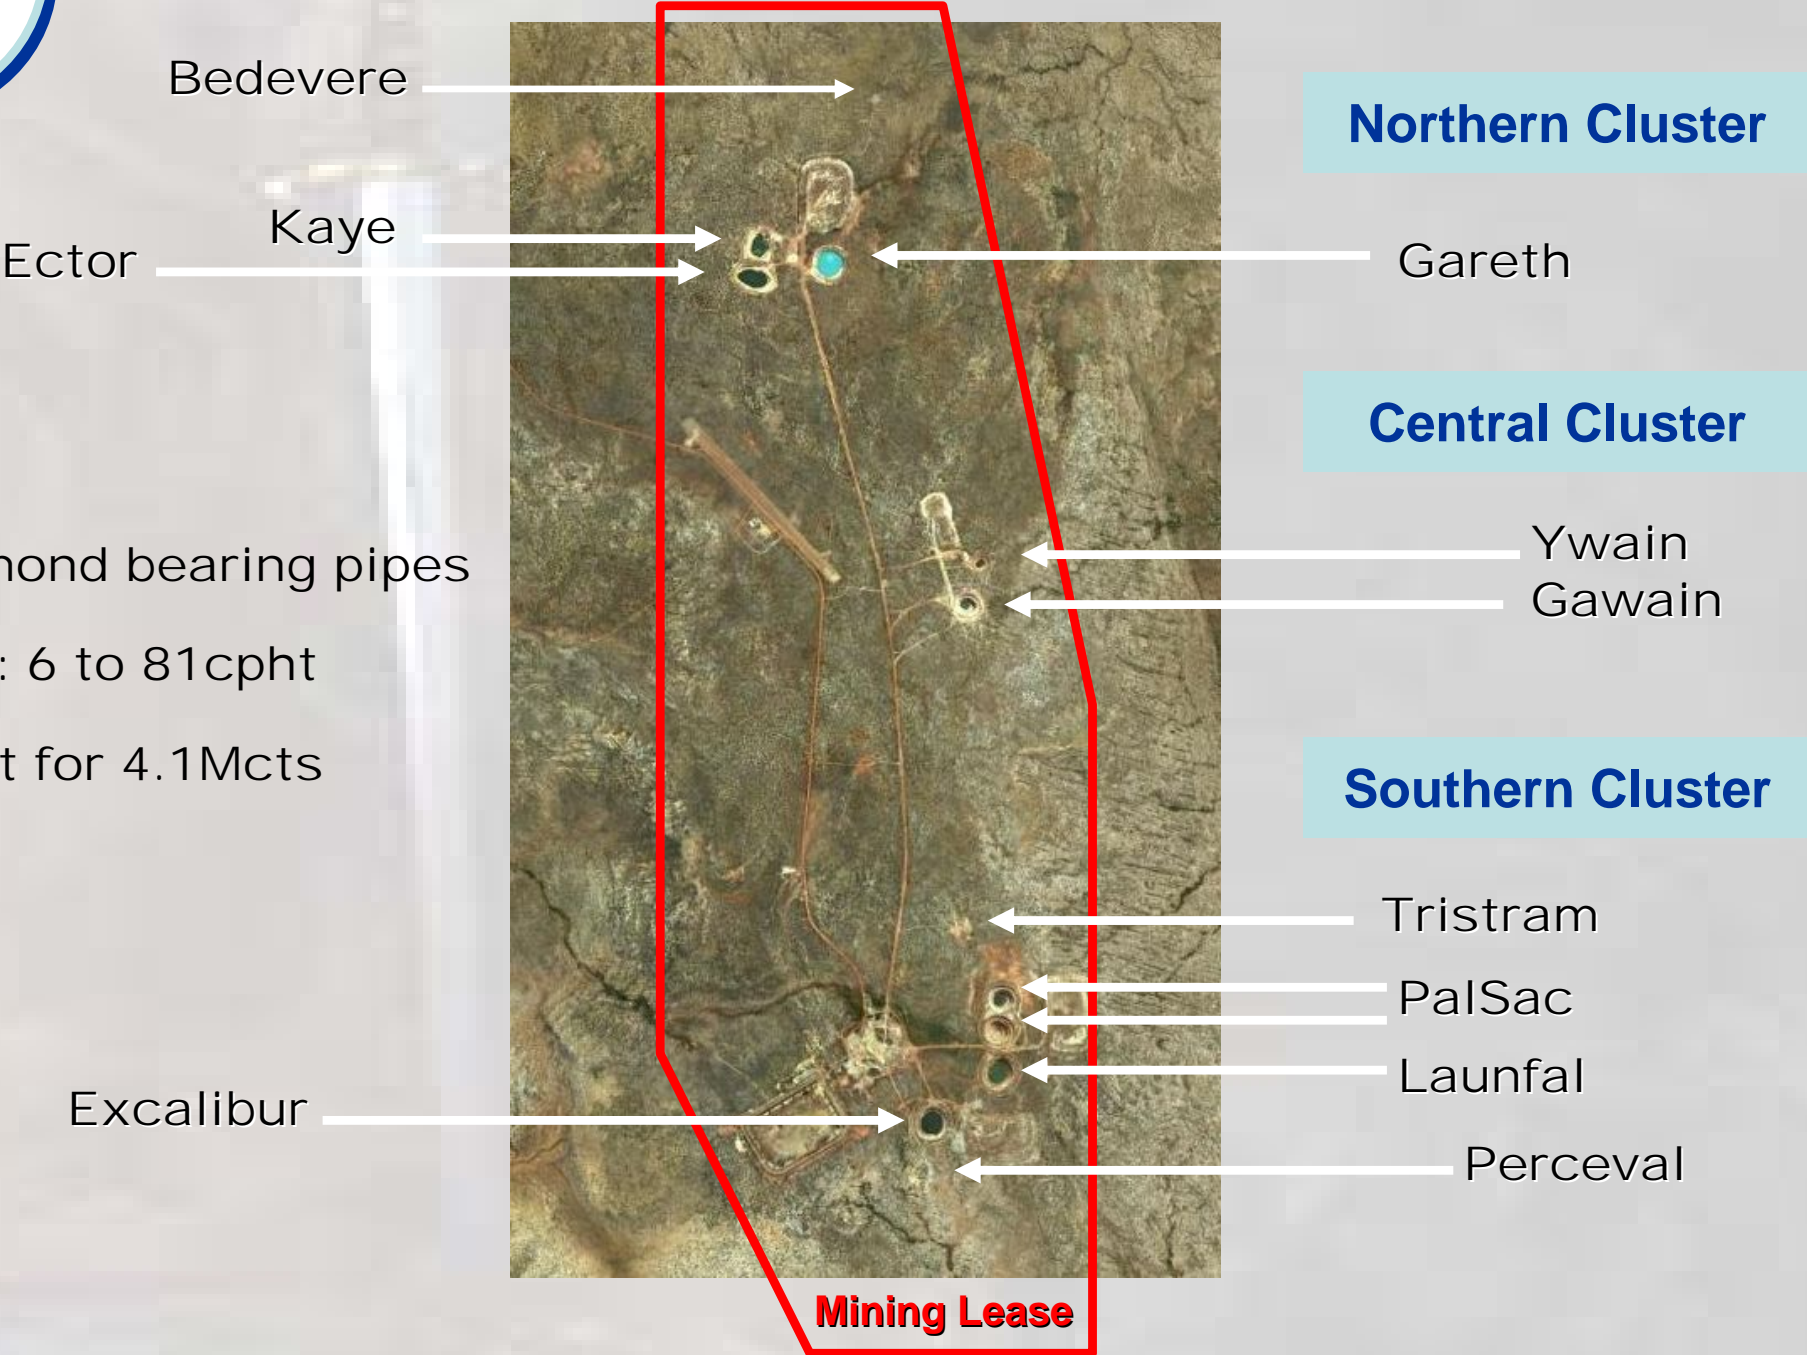 Bedevere
Northern Cluster
Kaye
Ector
Gareth
Central Cluster
Ywain
Gawain
bearing pipes
: 6 to 81cpht
for 4.1Mcts
Southern Cluster
Tristram
PalSac
Launfal
Excalibur
Perceval
Mining Lease